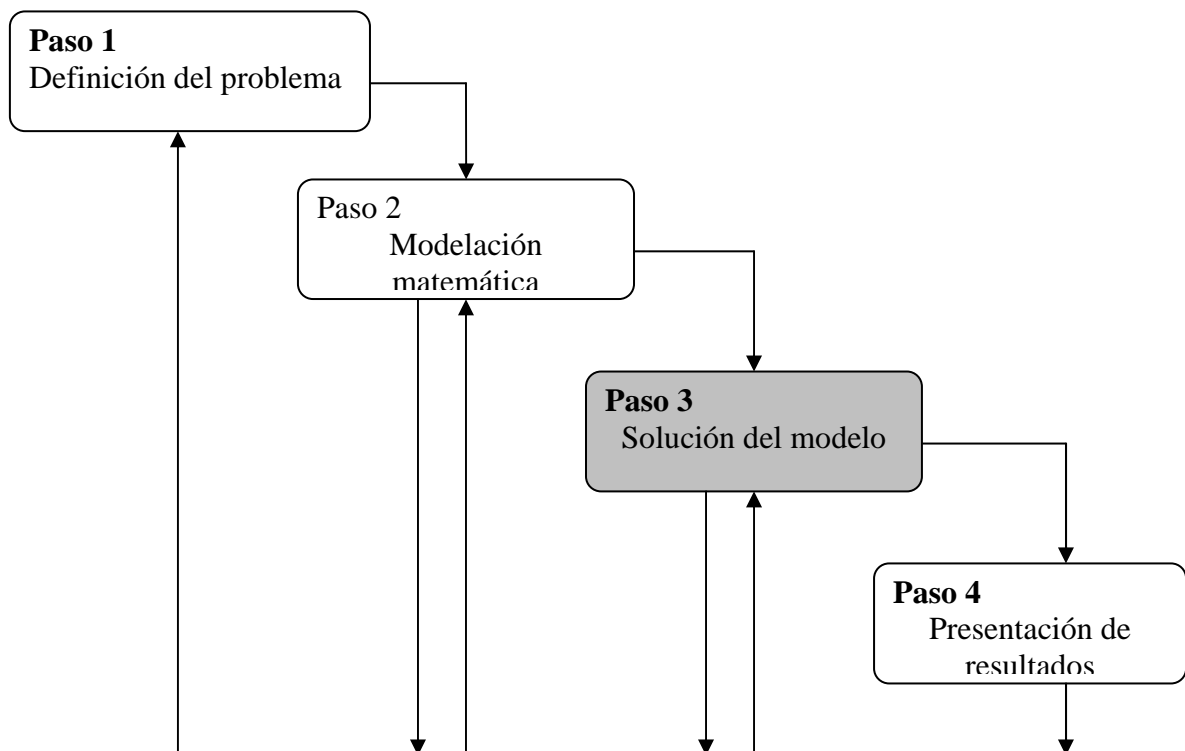 Paso 1
Definición del problema
Paso 2
Modelación
matemática
Paso 3
Solución del modelo
Paso 4
Presentación de
resultados